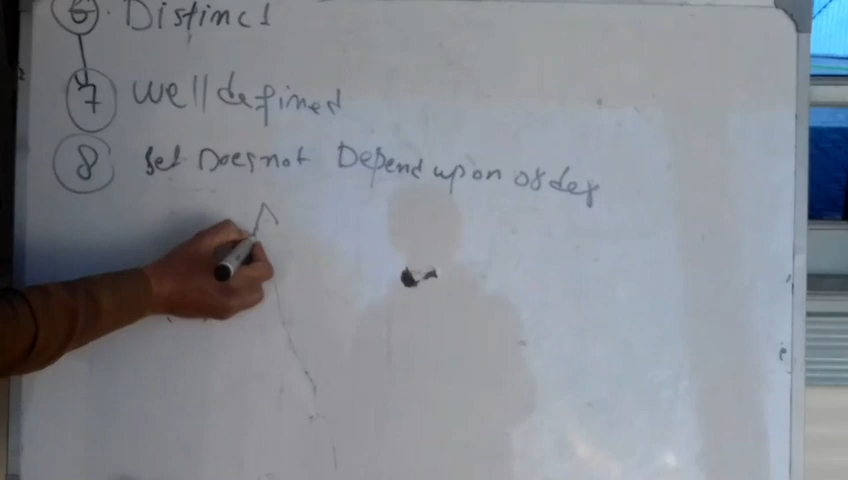 6. Distinct
7 Well defined
8 Set Does not Depend upon order
A